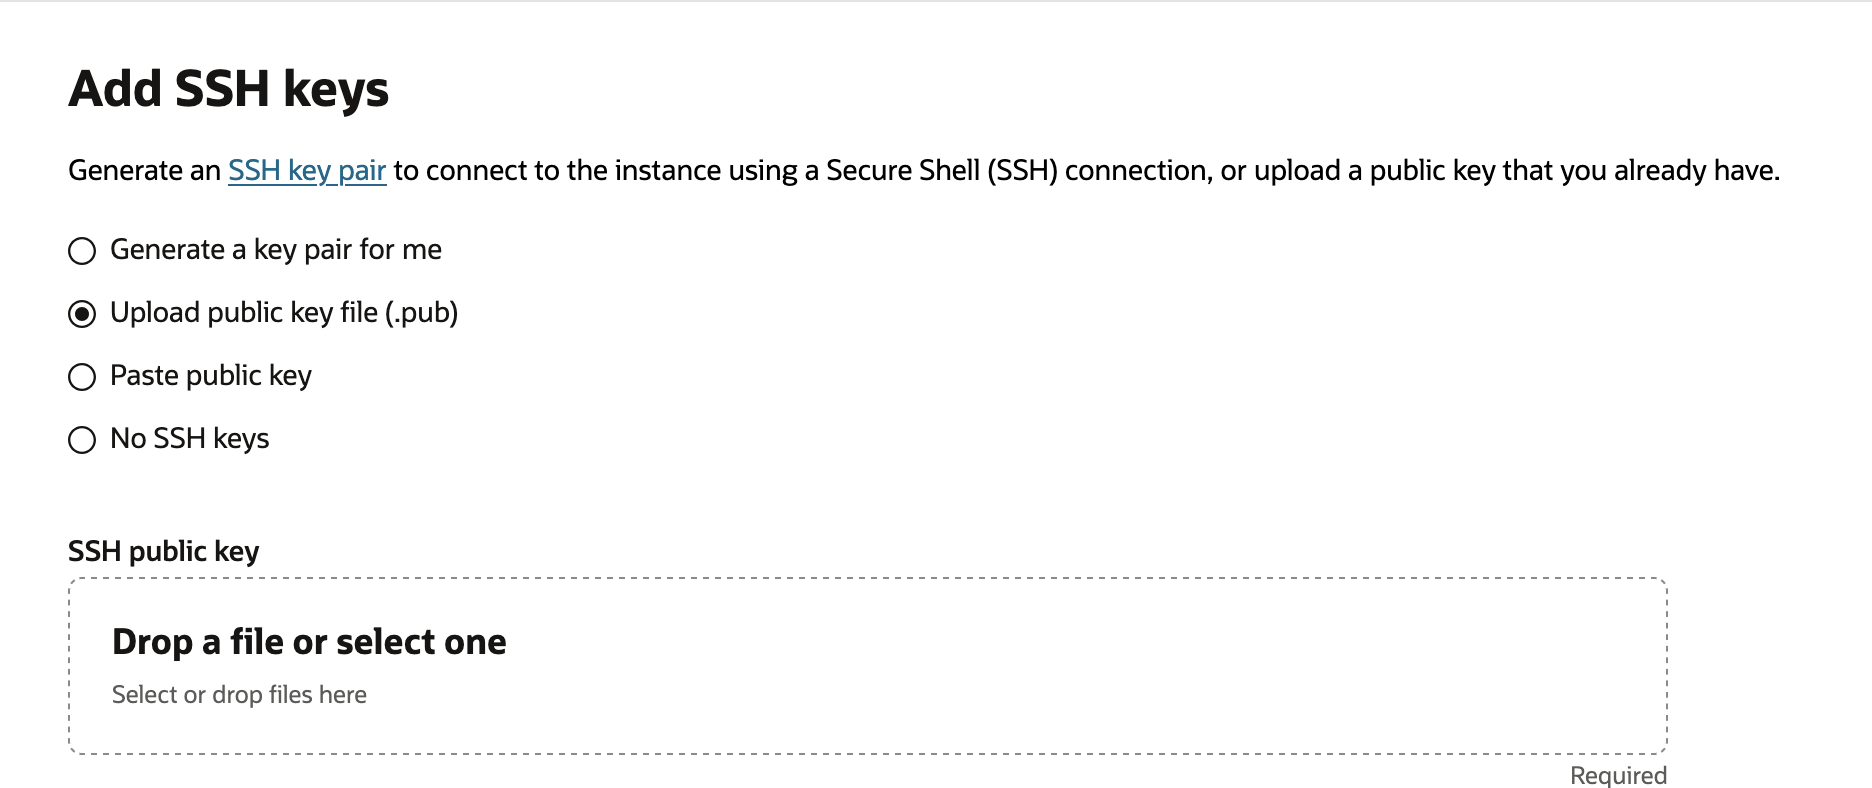 Add SSH keys
Generate an SSH key pair to connect to the instance using a Secure Shell (SSH) connection, or upload a public key that you already have.
Generate a key pair for me
Upload public key file (.pub)
Paste public key
No SSH keys
SSH public key
Drop a file or select one
Select or drop files here
Required